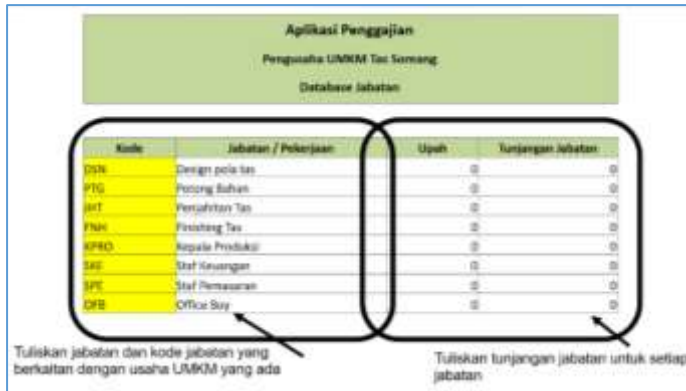 Aplikasi Penggajian
Pengusaha UMKM Tas Somang
Database Jabatan
Kode Jabatan / Pekerjaan Upah Tunjangan Jabatan
DSN Design pola tas 0 0
PTG Potong Bahan 0 0
JHT Penjahitan Tas 0 0
FNH Finishing Tas 0 0
KPRO Kepala Produksi 0 0
SKE Staf Keuangan 0 0
SPE Staf Pemasaran 0 0
OFB Office Boy 0 0
Tuliskan jabatan dan kode jabatan yang
berkaitan dengan usaha UMKM yang ada
Tuliskan tunjangan jabatan untuk setiap
jabatan